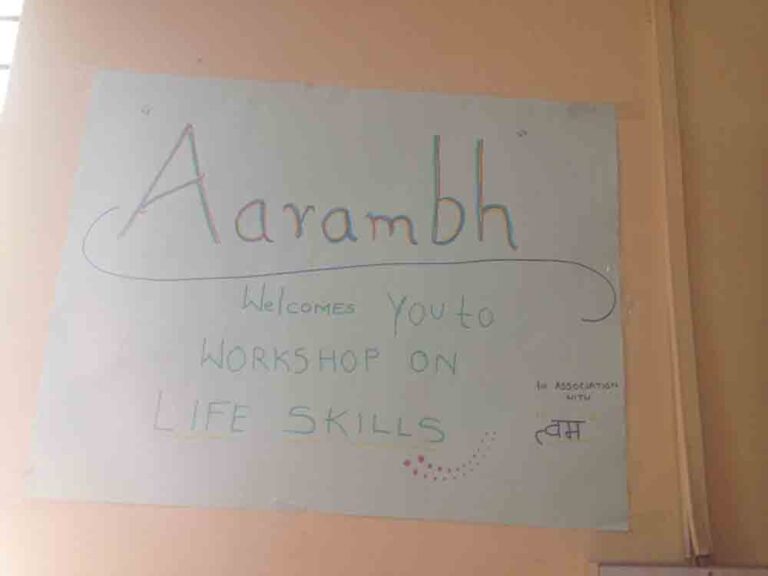 "Aarambh"
Welcomes You to
WORKSHOP ON
LIFE SKILLS
IN ASSOCIATION
WITH
त्वम